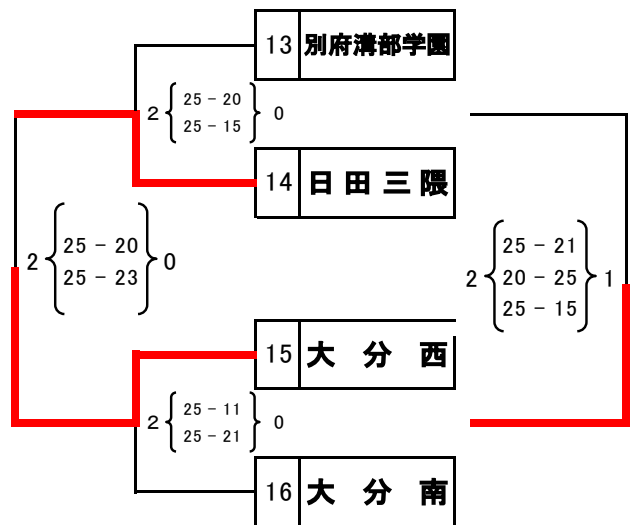 13 別府溝部学園
2 25 - 20 0
25 - 15
14 日田三隈
2 25 - 20 0
25 - 23
2 25 - 21 1
20 - 25
25 - 15
15 大分西
2 25 - 11 0
25 - 21
16 大分南